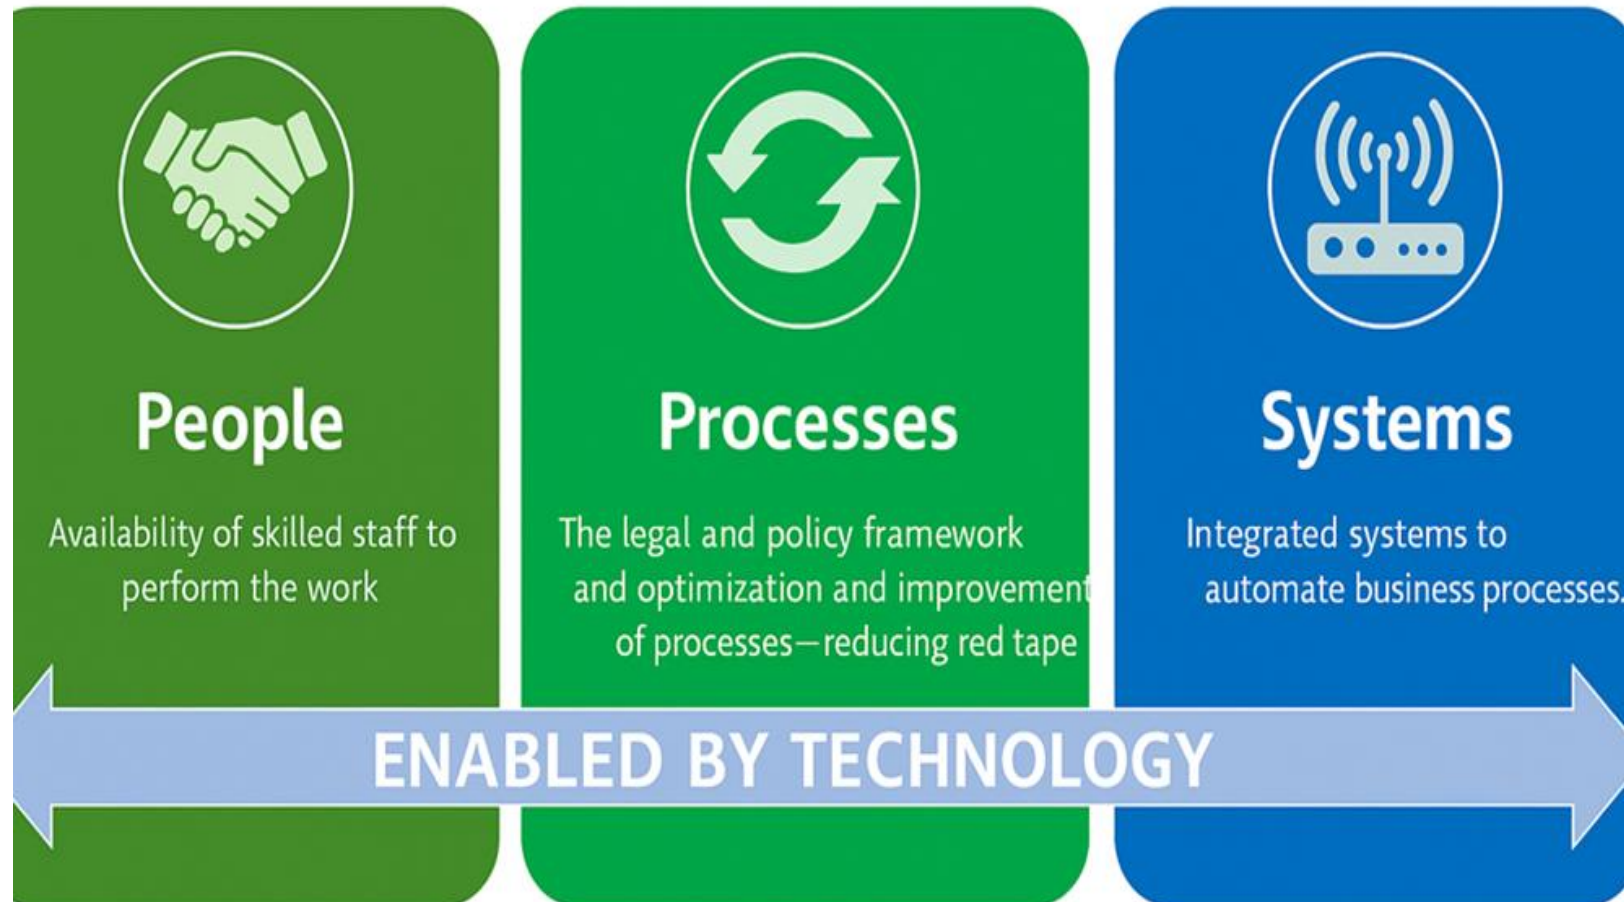 People
Availability of skilled staff to
perform the work
Processes
The legal and policy framework
and optimization and improvement
of processes—reducing red tape
Systems
Integrated systems to
automate business processes.
ENABLED BY TECHNOLOGY